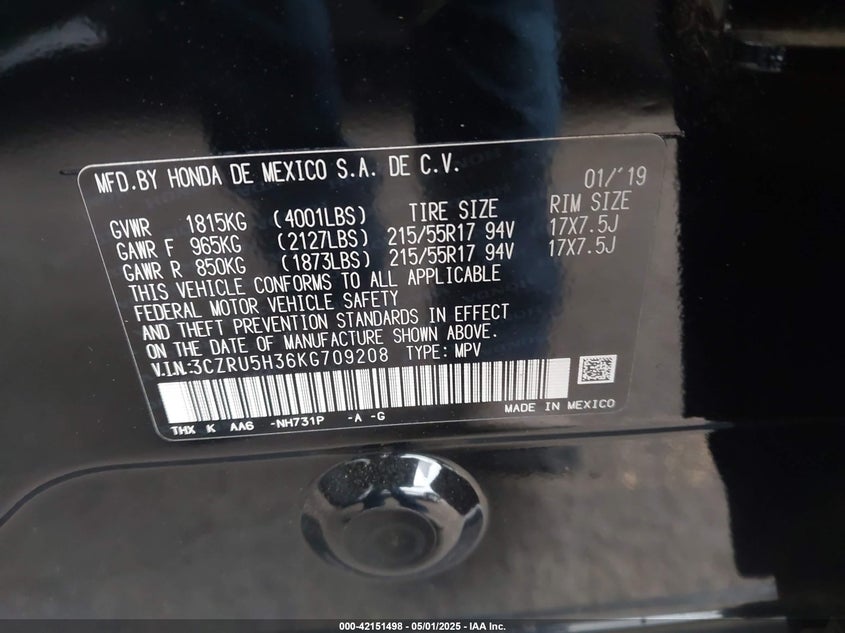 MFD.BY HONDA DE MEXICO S.A. DE C.V. 01/'19
GVWR 1815KG (4001LBS) TIRE SIZE RIM SIZE
GAWR F 965KG (2127LBS) 215/55R17 94V 17X7.5J
GAWR R 850KG (1873LBS) 215/55R17 94V 17X7.5J
THIS VEHICLE CONFORMS TO ALL APPLICABLE
FEDERAL MOTOR VEHICLE SAFETY
AND THEFT PREVENTION STANDARDS IN EFFECT
ON THE DATE OF MANUFACTURE SHOWN ABOVE.
V.I.N.:3CZRU5H36KG709208 TYPE: MPV
MADE IN MEXICO
THX K AA6 -NH731P -A -G
000-42151498 - 05/01/2025 - IAA Inc.